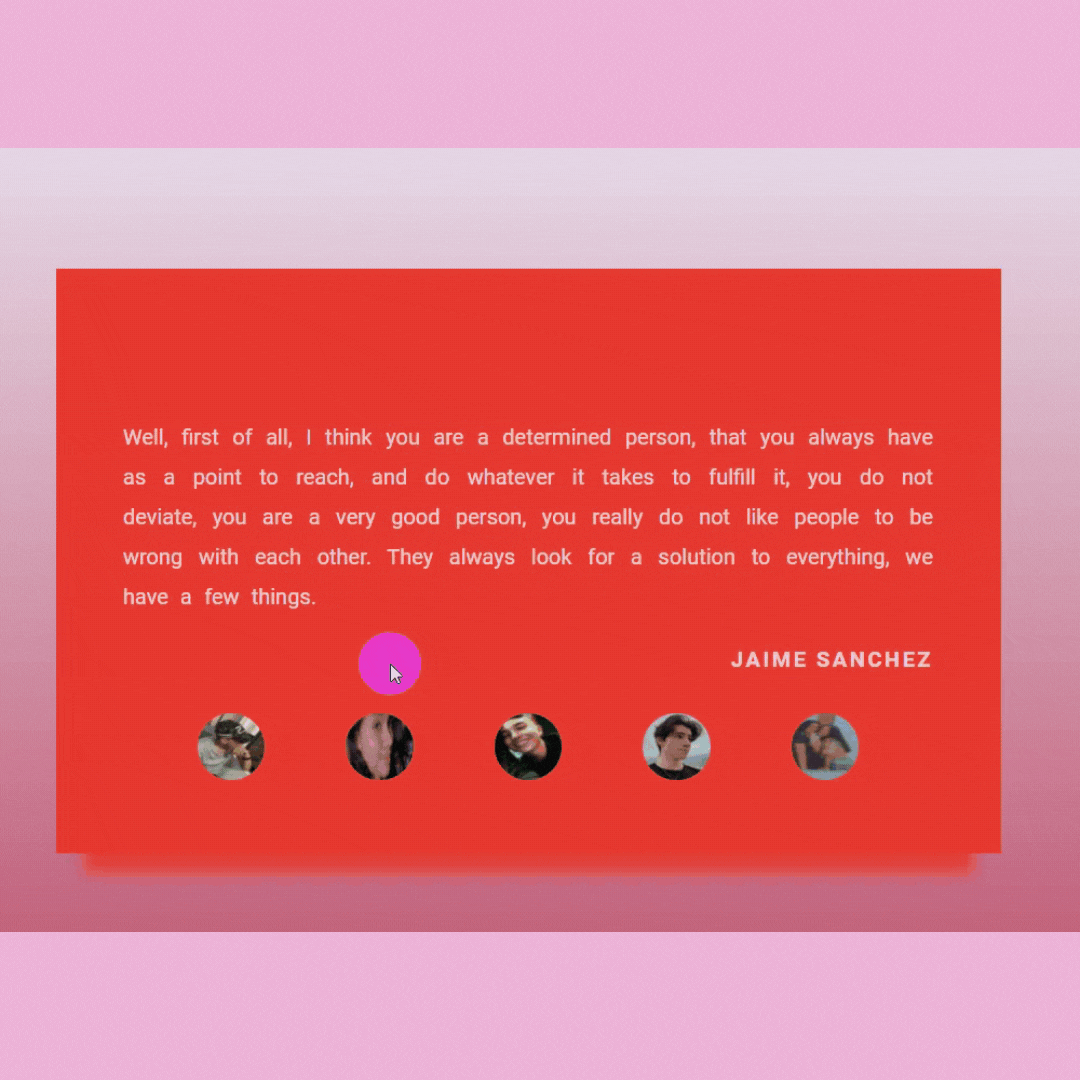 Well, first of all, I think you are a determined person, that you always have
as a point to reach, and do whatever it takes to fulfill it, you do not
deviate, you are a very good person, you really do not like people to be
wrong with each other. They always look for a solution to everything, we
have a few things.
JAIME SANCHEZ